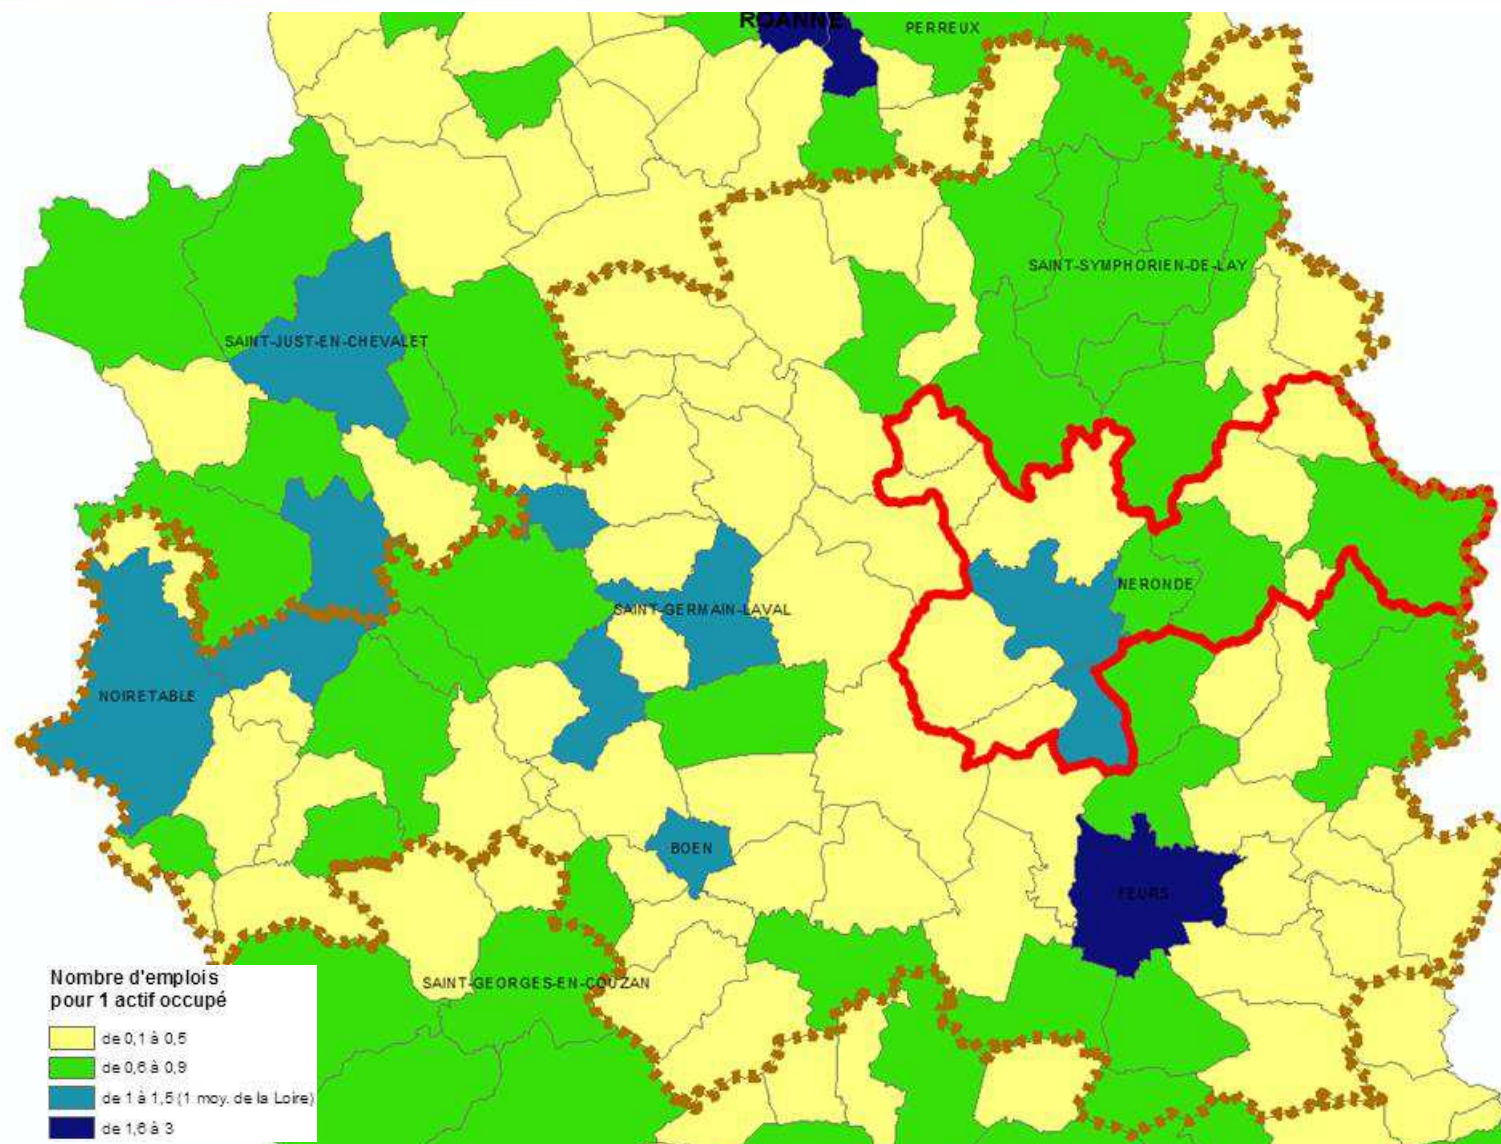 ROANNE
PERREUX
SAINT-SYMPHORIEN-DE-LAY
SAINT-JUST-EN-CHEVALET
NERONDE
SAINT-GERMAIN-LAVAL
NOIRETABLE
BOEN
FEURS
SAINT-GEORGES-EN-COUZAN
Nombre d'emplois
pour 1 actif occupé
de 0,1 à 0,5
de 0,6 à 0,9
de 1 à 1,5 (1 moy. de la Loire)
de 1,6 à 3